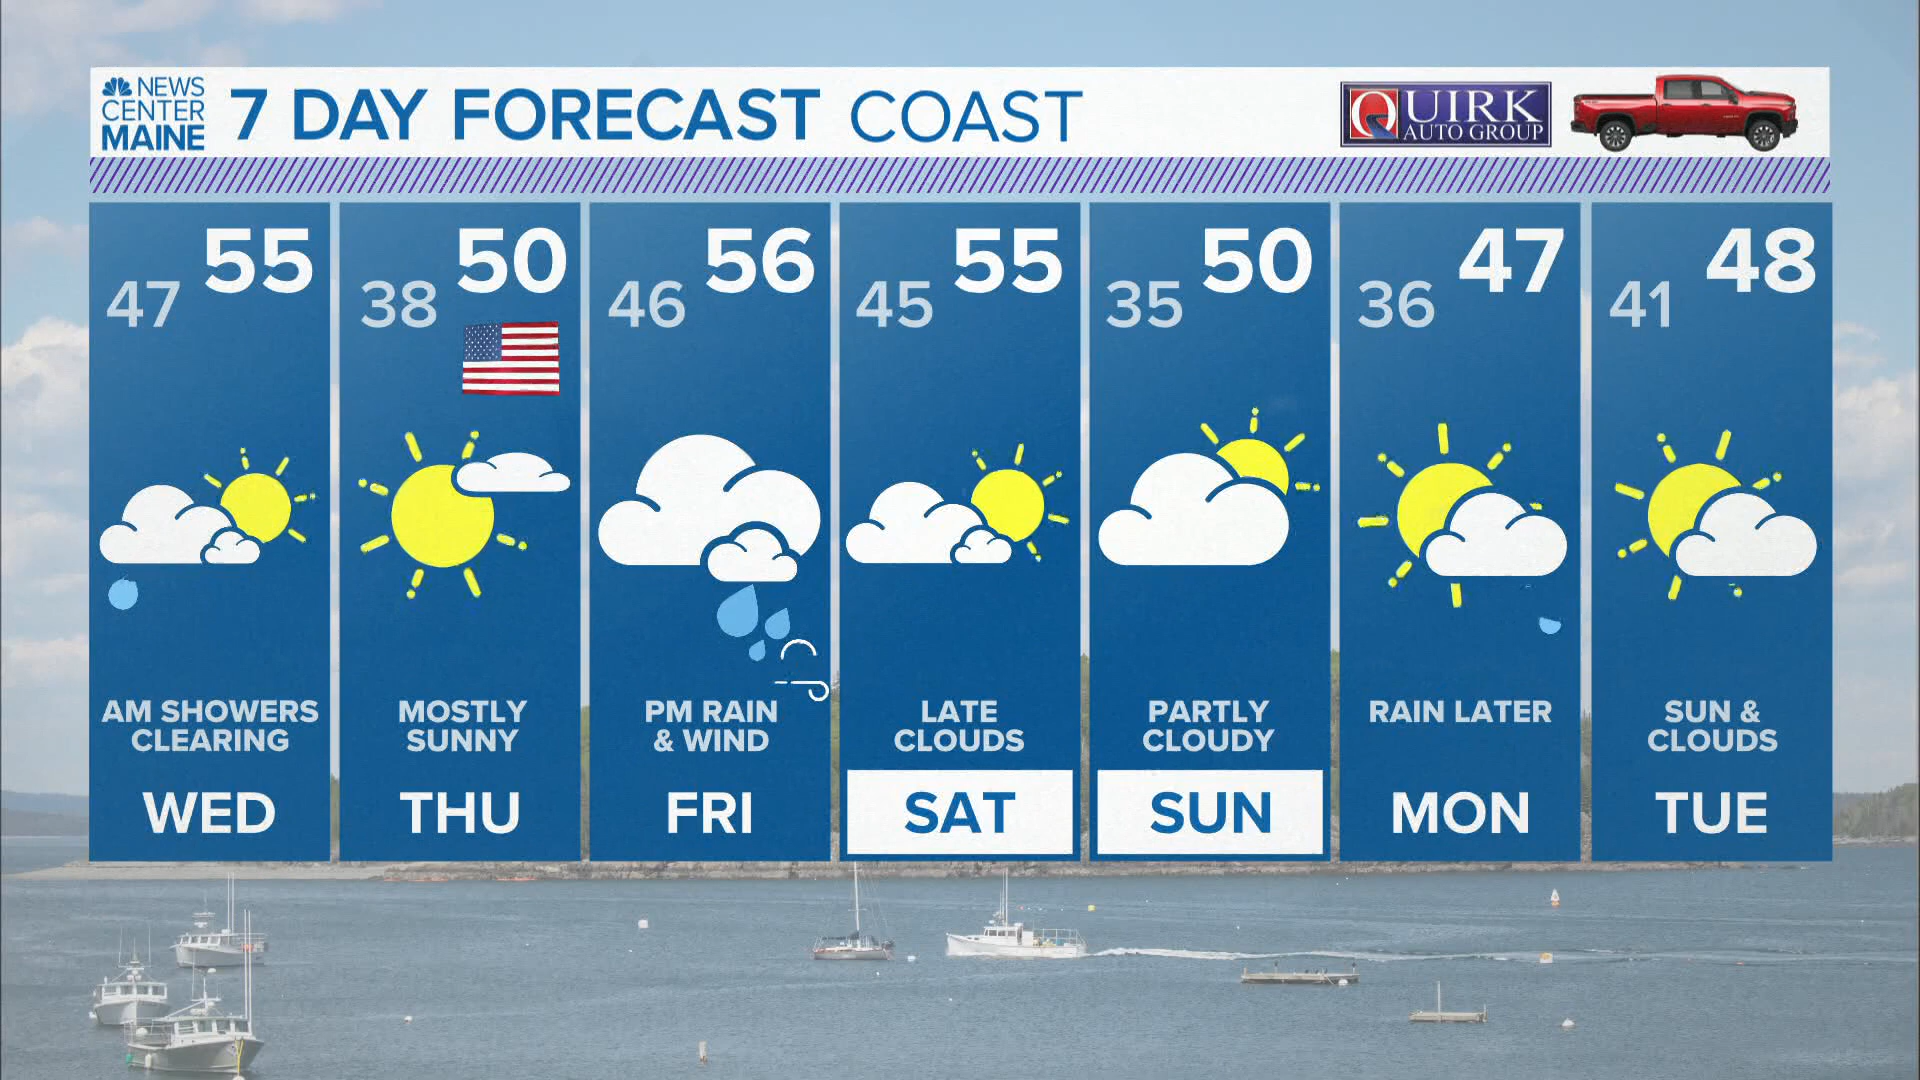 NEWS
CENTER
MAINE
7 DAY FORECAST COAST
QUIRK
AUTO GROUP
47 55
AM SHOWERS
CLEARING
WED
38 50
MOSTLY
SUNNY
THU
46 56
PM RAIN
& WIND
FRI
45 55
LATE
CLOUDS
SAT
35 50
PARTLY
CLOUDY
SUN
36 47
RAIN LATER
MON
41 48
SUN &
CLOUDS
TUE